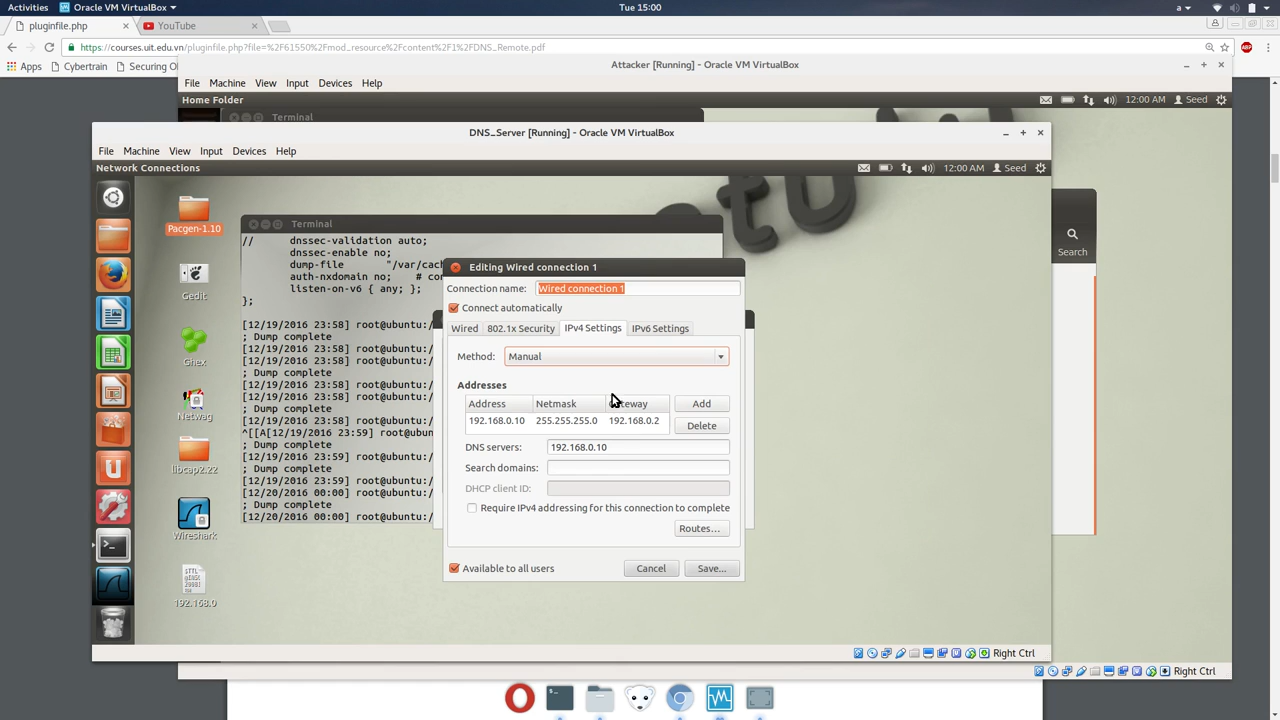 Activities
Oracle VM VirtualBox
Tue 15:00
a
pluginfile.php
YouTube
https://courses.uit.edu.vn/pluginfile.php?file=%2F61550%2Fmod_resource%2Fcontent%2F1%2FDNS_Remote.pdf
ABP
Apps
Cybertrain
Securing O
Attacker [Running] - Oracle VM VirtualBox
File Machine View Input Devices Help
Home Folder
12:00 AM
Seed
Terminal
DNS_Server [Running] - Oracle VM VirtualBox
File Machine View Input Devices Help
Network Connections
12:00 AM
Seed
Pacgen-1.10
Gedit
Ghex
Netwag
libcap2.22
Wireshark
192.168.0
Terminal
// dnssec-validation auto;
dnssec-enable no;
dump-file "/var/cac
auth-nxdomain no; # co
listen-on-v6 { any; };
};
[12/19/2016 23:58] root@ubuntu:/
; Dump complete
[12/19/2016 23:58] root@ubuntu:/
; Dump complete
[12/19/2016 23:58] root@ubuntu:/
[12/19/2016 23:58] root@ubuntu:/
; Dump complete
[12/19/2016 23:59] root@ubuntu:/
^[[A[12/19/2016 23:59] root@ubun
; Dump complete
[12/19/2016 23:59] root@ubuntu:/
; Dump complete
[12/19/2016 23:59] root@ubuntu:/
[12/20/2016 00:00] root@ubuntu:/
; Dump complete
[12/20/2016 00:00] root@ubuntu:/
Editing Wired connection 1
Connection name: Wired connection 1
Connect automatically
Wired 802.1x Security IPv4 Settings IPv6 Settings
Method: Manual
Addresses
Address Netmask Gateway Add
192.168.0.10 255.255.255.0 192.168.0.2
Delete
DNS servers: 192.168.0.10
Search domains:
DHCP client ID:
Require IPv4 addressing for this connection to complete
Routes…
Available to all users
Cancel
Save...
Search
Right Ctrl
Right Ctrl